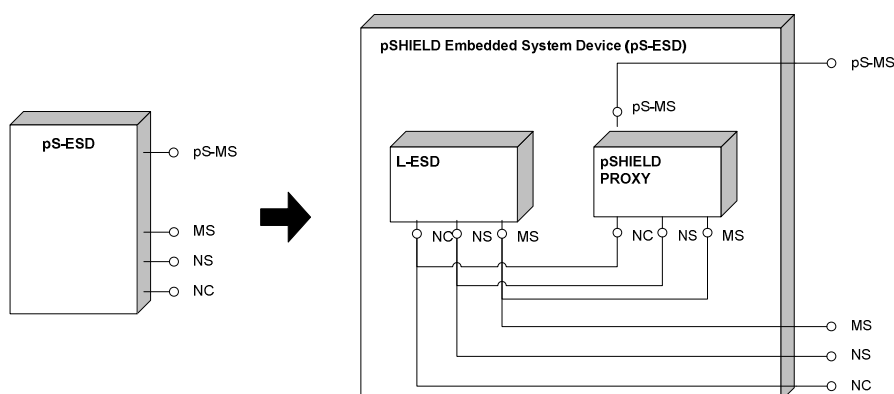 pS-ESD
pS-MS
MS
NS
NC
pSHIELD Embedded System Device (pS-ESD)
pS-MS
pS-MS
L-ESD
pSHIELD
PROXY
NC NS MS
NC NS MS
MS
NS
NC